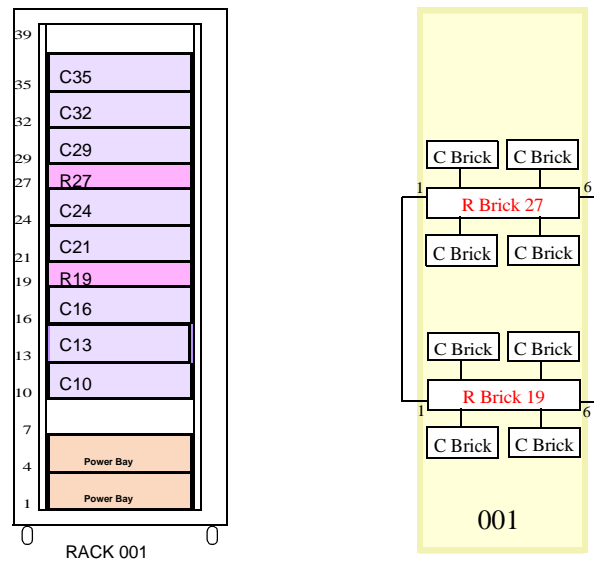 39
35
32
29
27
24
21
19
16
13
10
7
4
1
C35
C32
C29
R27
C24
C21
R19
C16
C13
C10
Power Bay
Power Bay
RACK 001
C Brick
C Brick
1
6
R Brick 27
C Brick
C Brick
C Brick
C Brick
R Brick 19
1
6
C Brick
C Brick
001